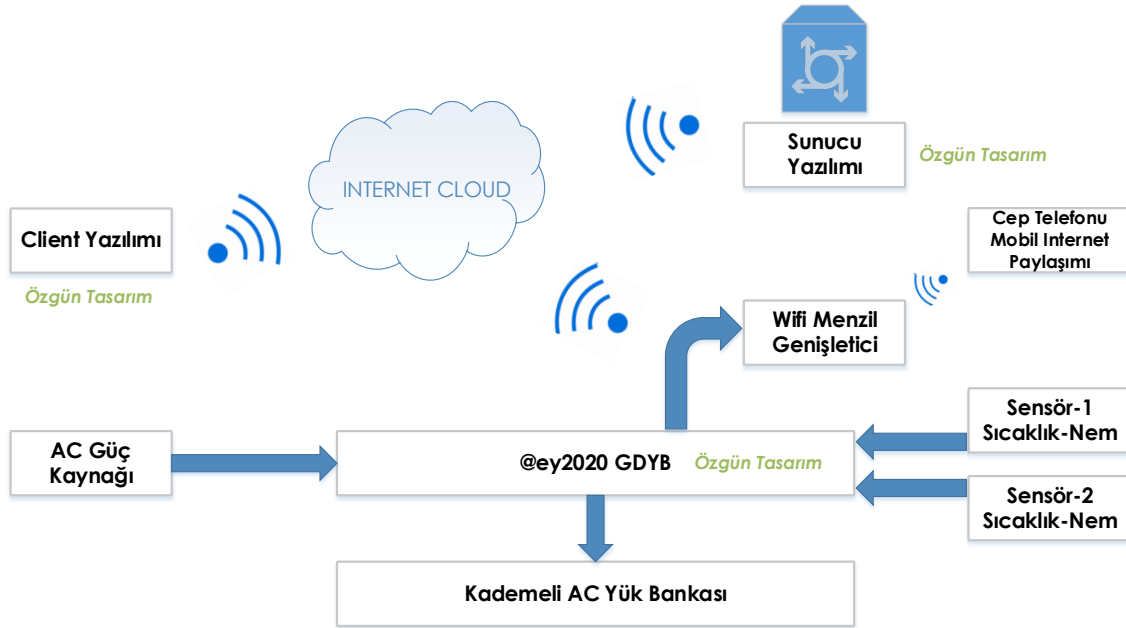 Sunucu
Yazılımı
Özgün Tasarım
INTERNET CLOUD
Client Yazılımı
Özgün Tasarım
Cep Telefonu
Mobil Internet
Paylaşımı
Wifi Menzil
Genişletici
Sensör-1
Sıcaklık-Nem
AC Güç
Kaynağı
@ey2020 GDYB Özgün Tasarım
Sensör-2
Sıcaklık-Nem
Kademeli AC Yük Bankası